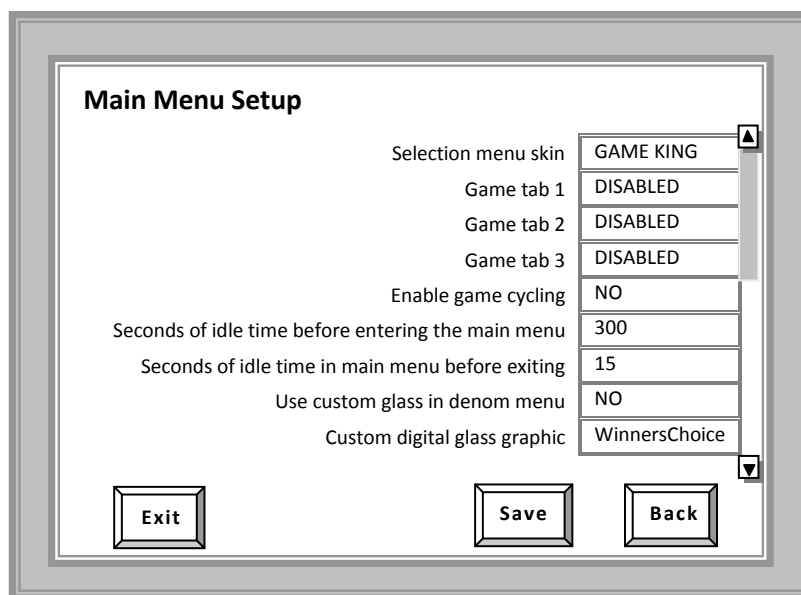 Main Menu Setup
Selection menu skin GAME KING
Game tab 1 DISABLED
Game tab 2 DISABLED
Game tab 3 DISABLED
Enable game cycling NO
Seconds of idle time before entering the main menu 300
Seconds of idle time in main menu before exiting 15
Use custom glass in denom menu NO
Custom digital glass graphic WinnersChoice
Exit Save Back